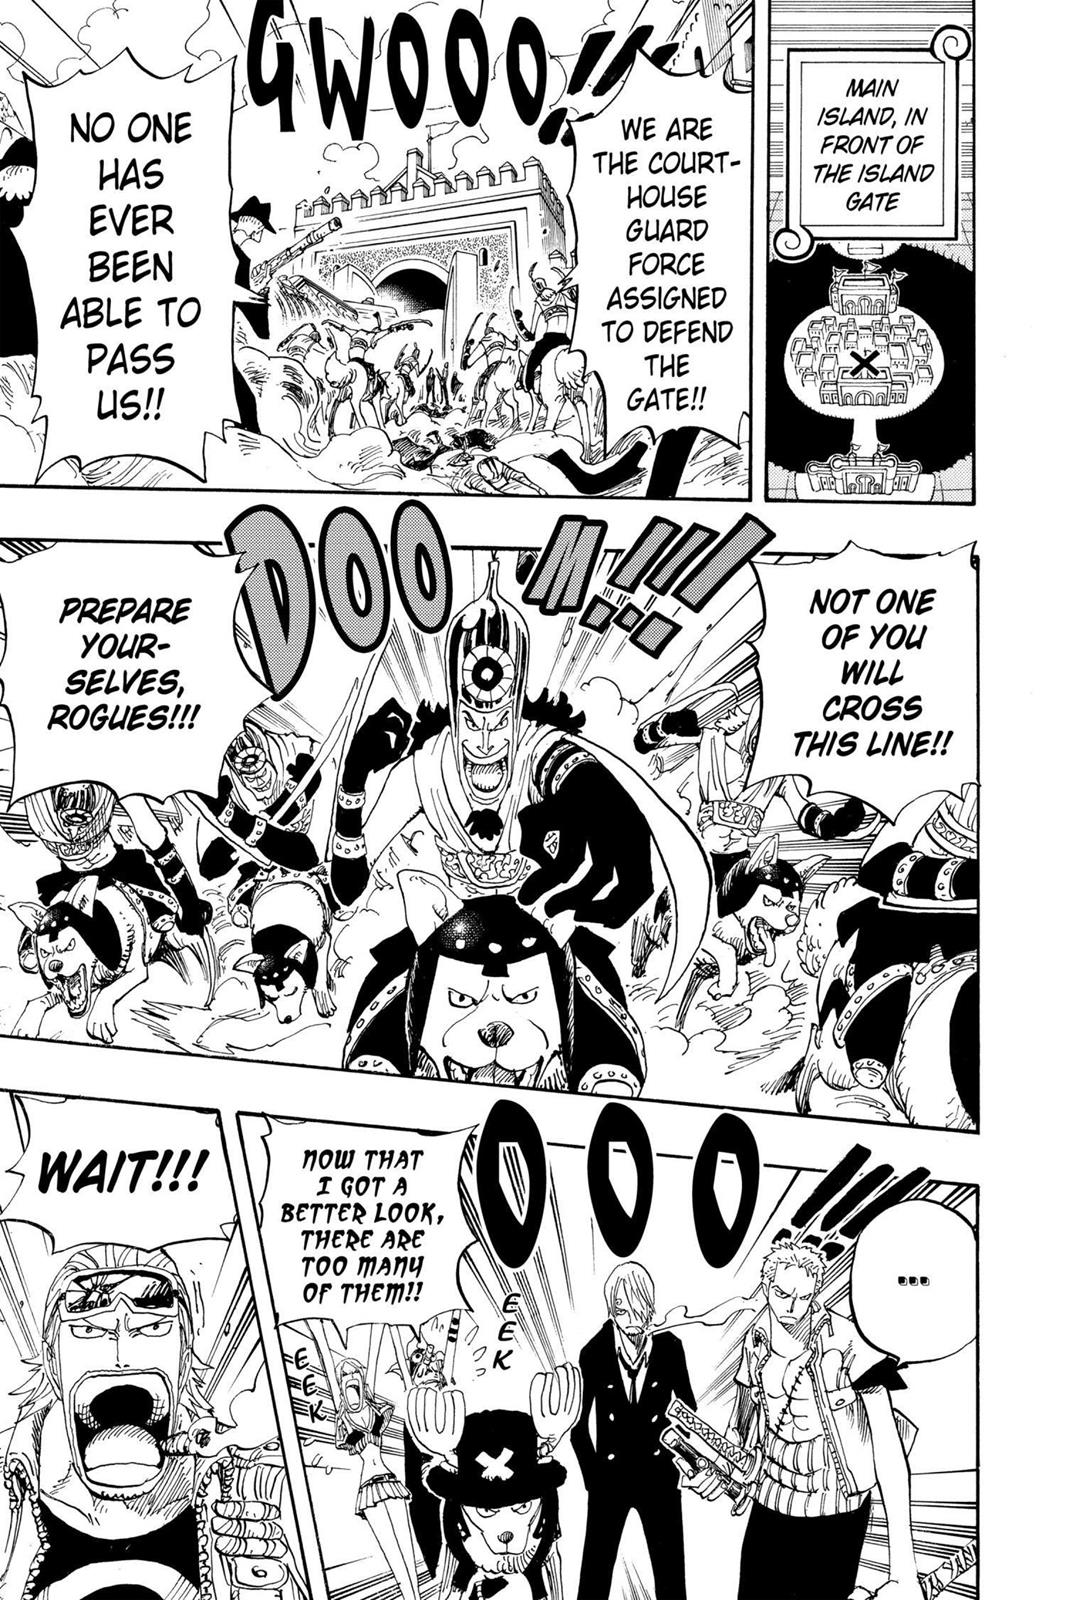 MAIN
ISLAND, IN
FRONT OF
THE ISLAND
GATE
GWOOO!!
WE ARE
THE COURT-
HOUSE
GUARD
FORCE
ASSIGNED
TO DEFEND
THE
GATE!!
NO ONE
HAS
EVER
BEEN
ABLE TO
PASS
US!!
NOT ONE
OF YOU
WILL
CROSS
THIS LINE!!
DOOM...!!!
PREPARE
YOUR-
SELVES,
ROGUES!!!
...
OOO!!!
NOW THAT
I GOT A
BETTER LOOK,
THERE ARE
TOO MANY
OF THEM!!
EEK
EEK
WAIT!!!